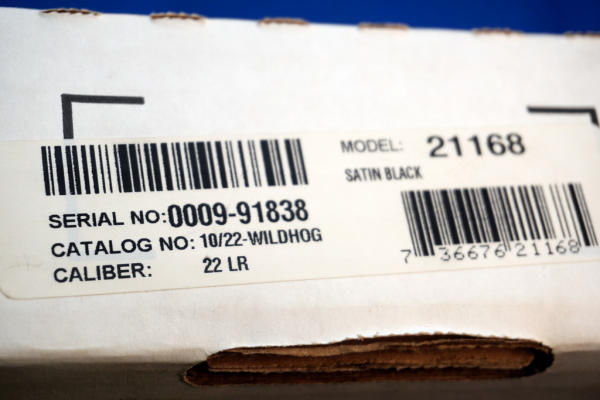 MODEL: 21168
SATIN BLACK
SERIAL NO:0009-91838
CATALOG NO: 10/22-WILDHOG
CALIBER: 22 LR
7 36676 21168